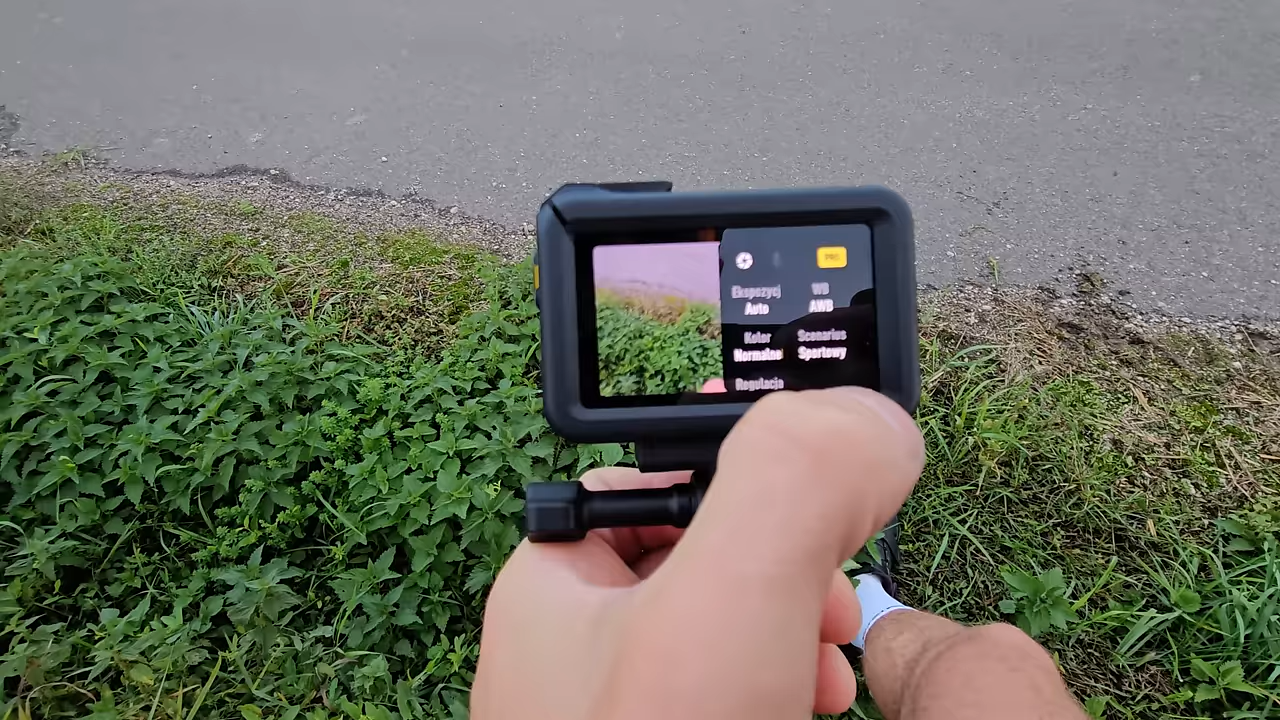 PRO
Ekspozycj WB
Auto AWB
Kolor Scenariusz
Normalne Sportowy
Regulacja